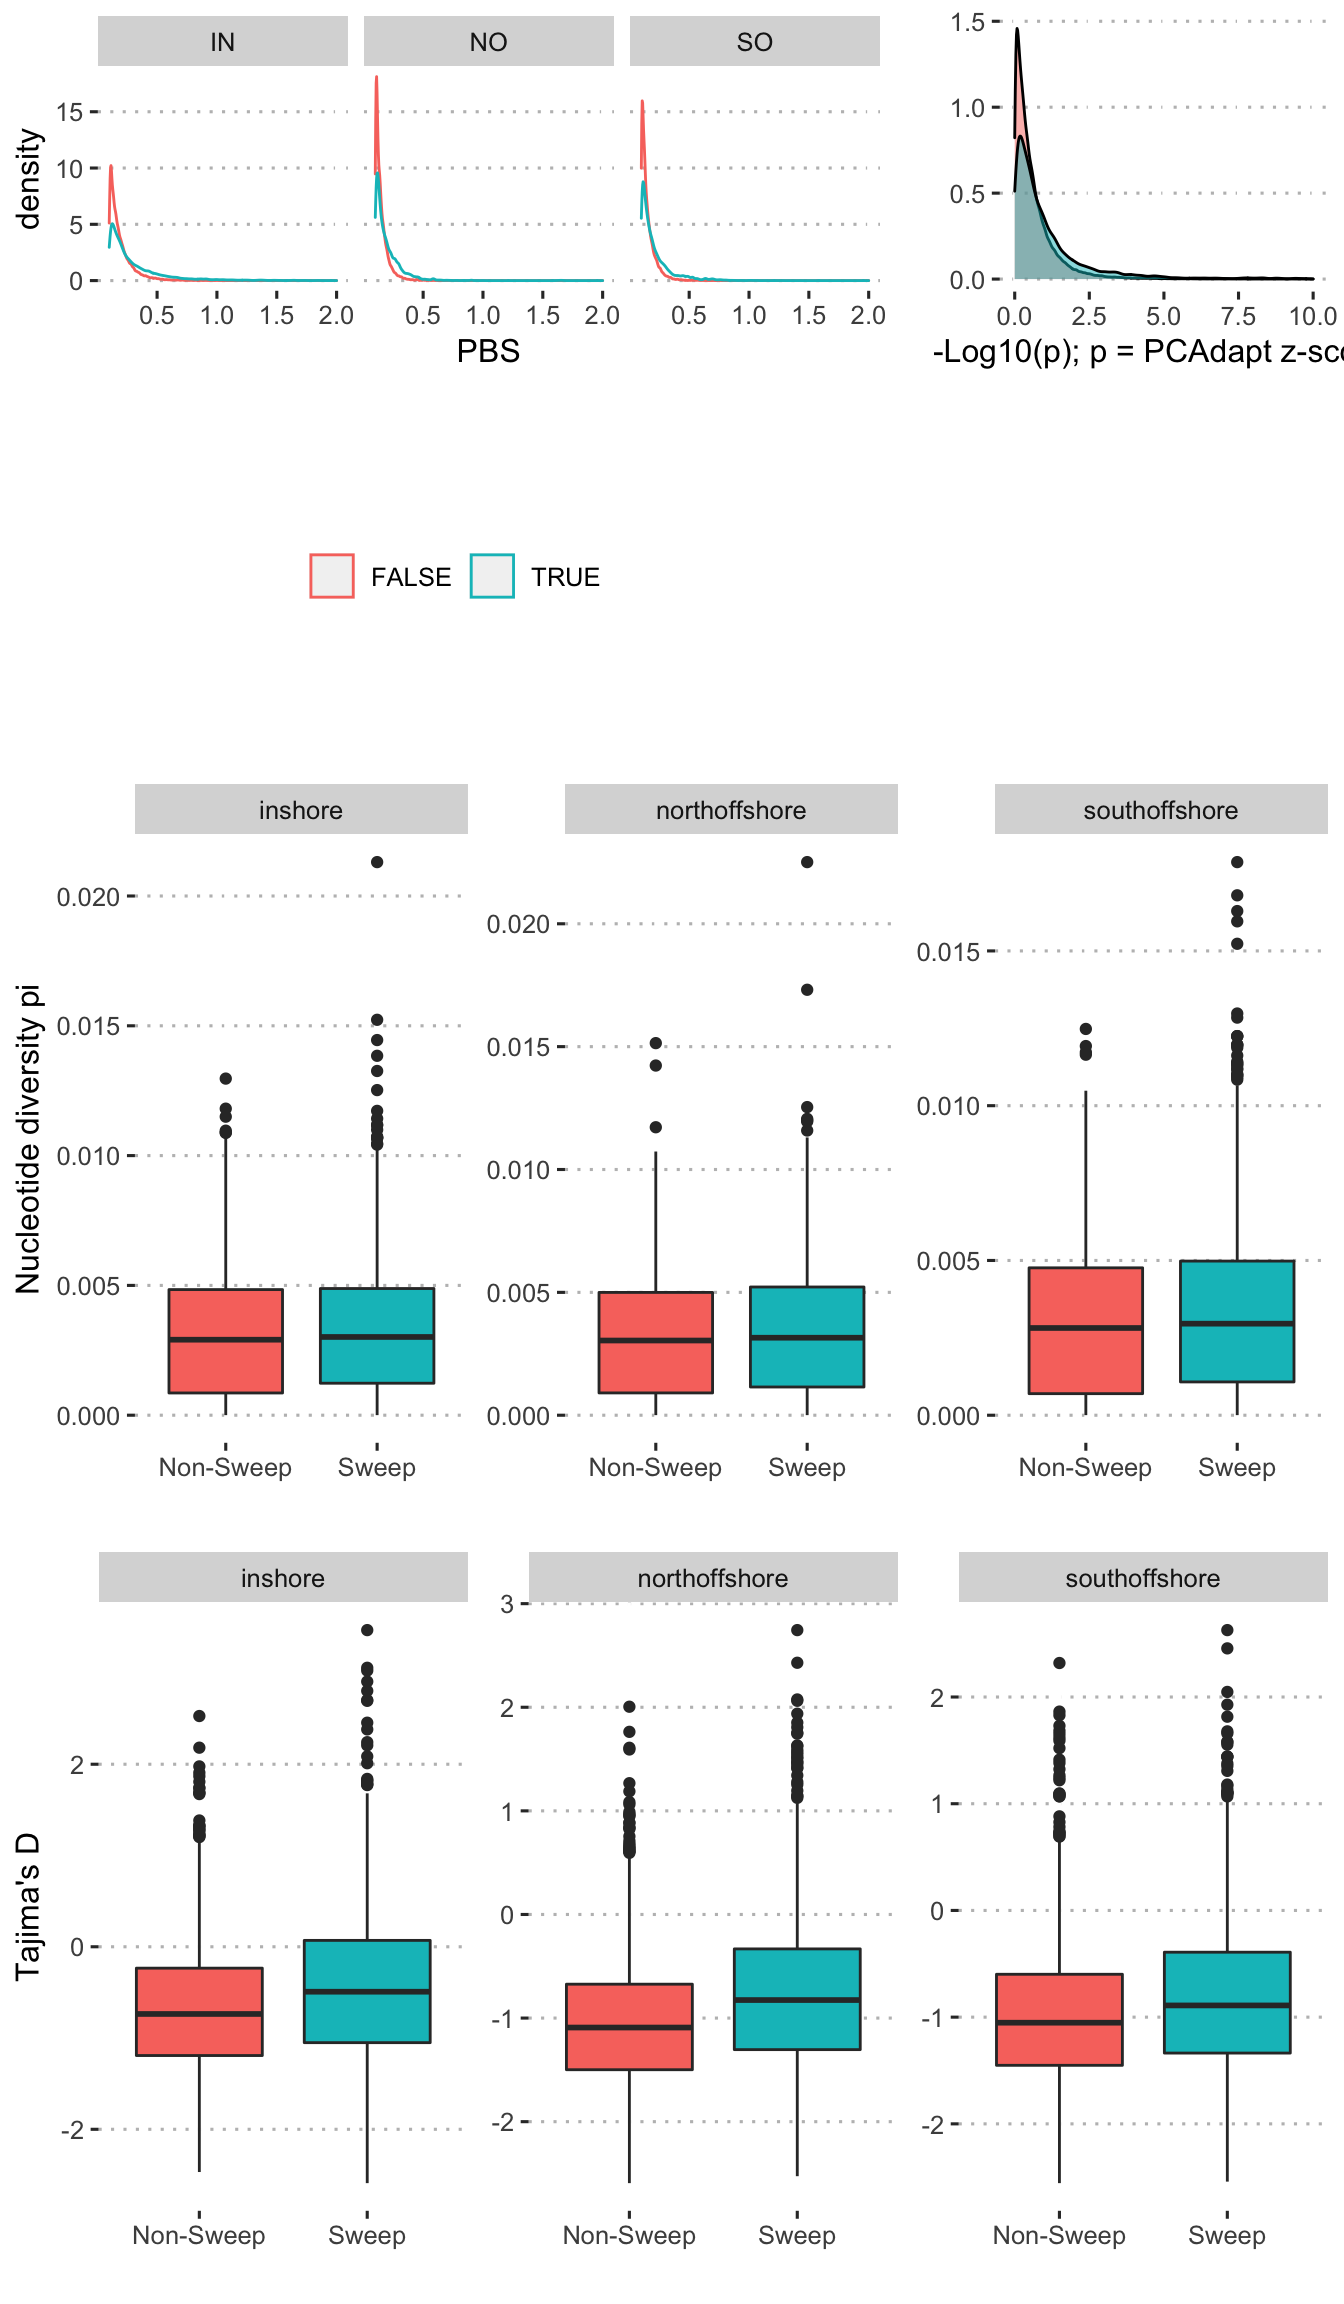 IN NO SO
density
15
10
5
0
0.5 1.0 1.5 2.0 0.5 1.0 1.5 2.0 0.5 1.0 1.5 2.0
PBS
1.5
1.0
0.5
0.0
0.0 2.5 5.0 7.5 10.0
-Log10(p); p = PCAdapt z-sco
FALSE TRUE
Nucleotide diversity pi
inshore
0.020
0.015
0.010
0.005
0.000
Non-Sweep Sweep
northoffshore
0.020
0.015
0.010
0.005
0.000
Non-Sweep Sweep
southoffshore
0.015
0.010
0.005
0.000
Non-Sweep Sweep
Tajima's D
inshore
2
0
-2
Non-Sweep Sweep
northoffshore
3
2
1
0
-1
-2
Non-Sweep Sweep
southoffshore
2
1
0
-1
-2
Non-Sweep Sweep